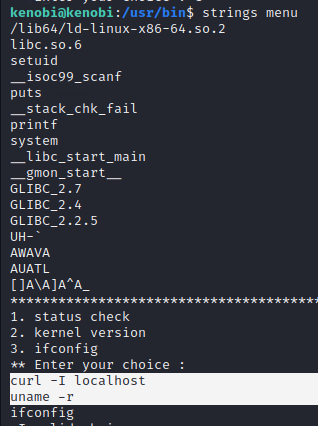 kenobi@kenobi:/usr/bin$ strings menu
/lib64/ld-linux-x86-64.so.2
libc.so.6
setuid
__isoc99_scanf
puts
__stack_chk_fail
printf
system
__libc_start_main
__gmon_start__
GLIBC_2.7
GLIBC_2.4
GLIBC_2.2.5
UH-`
AWAVA
AUATL
[]A\A]A^A_
***************************************
1. status check
2. kernel version
3. ifconfig
** Enter your choice :
curl -I localhost
uname -r
ifconfig